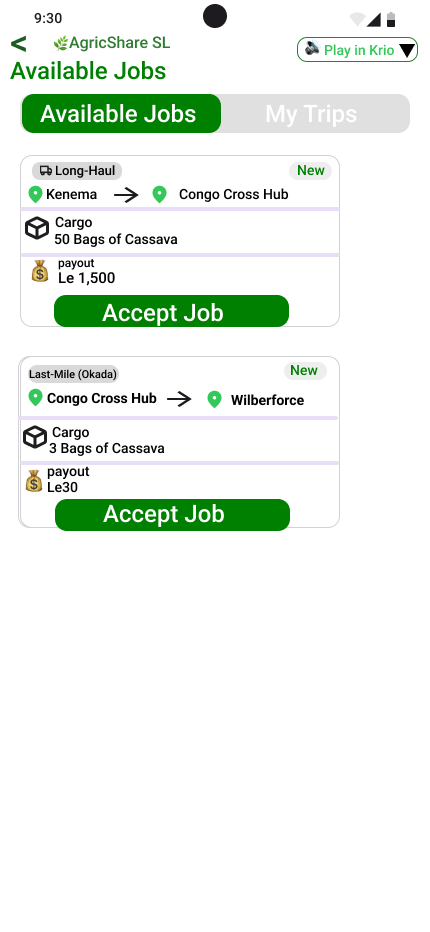 9:30
< AgricShare SL
Play in Krio
Available Jobs
Available Jobs My Trips
Long-Haul New
Kenema Congo Cross Hub
Cargo
50 Bags of Cassava
payout
Le 1,500
Accept Job
Last-Mile (Okada) New
Congo Cross Hub Wilberforce
Cargo
3 Bags of Cassava
payout
Le30
Accept Job